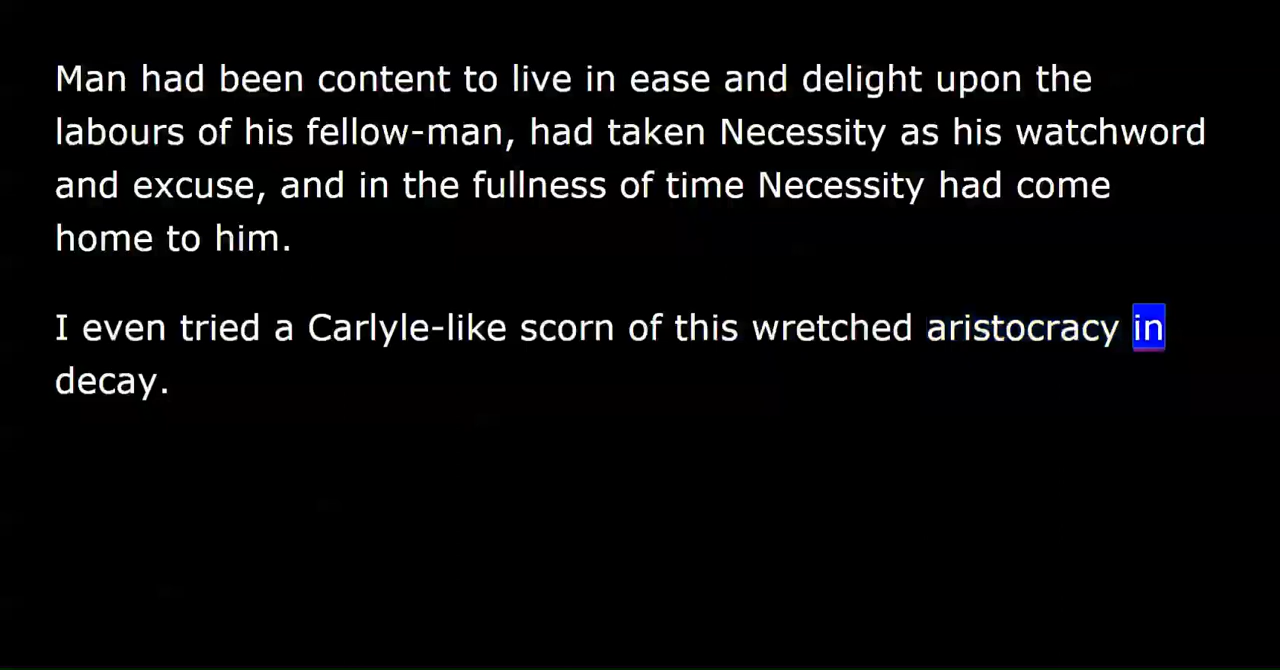 Man had been content to live in ease and delight upon the
labours of his fellow-man, had taken Necessity as his watchword
and excuse, and in the fullness of time Necessity had come
home to him.
I even tried a Carlyle-like scorn of this wretched aristocracy in
decay.